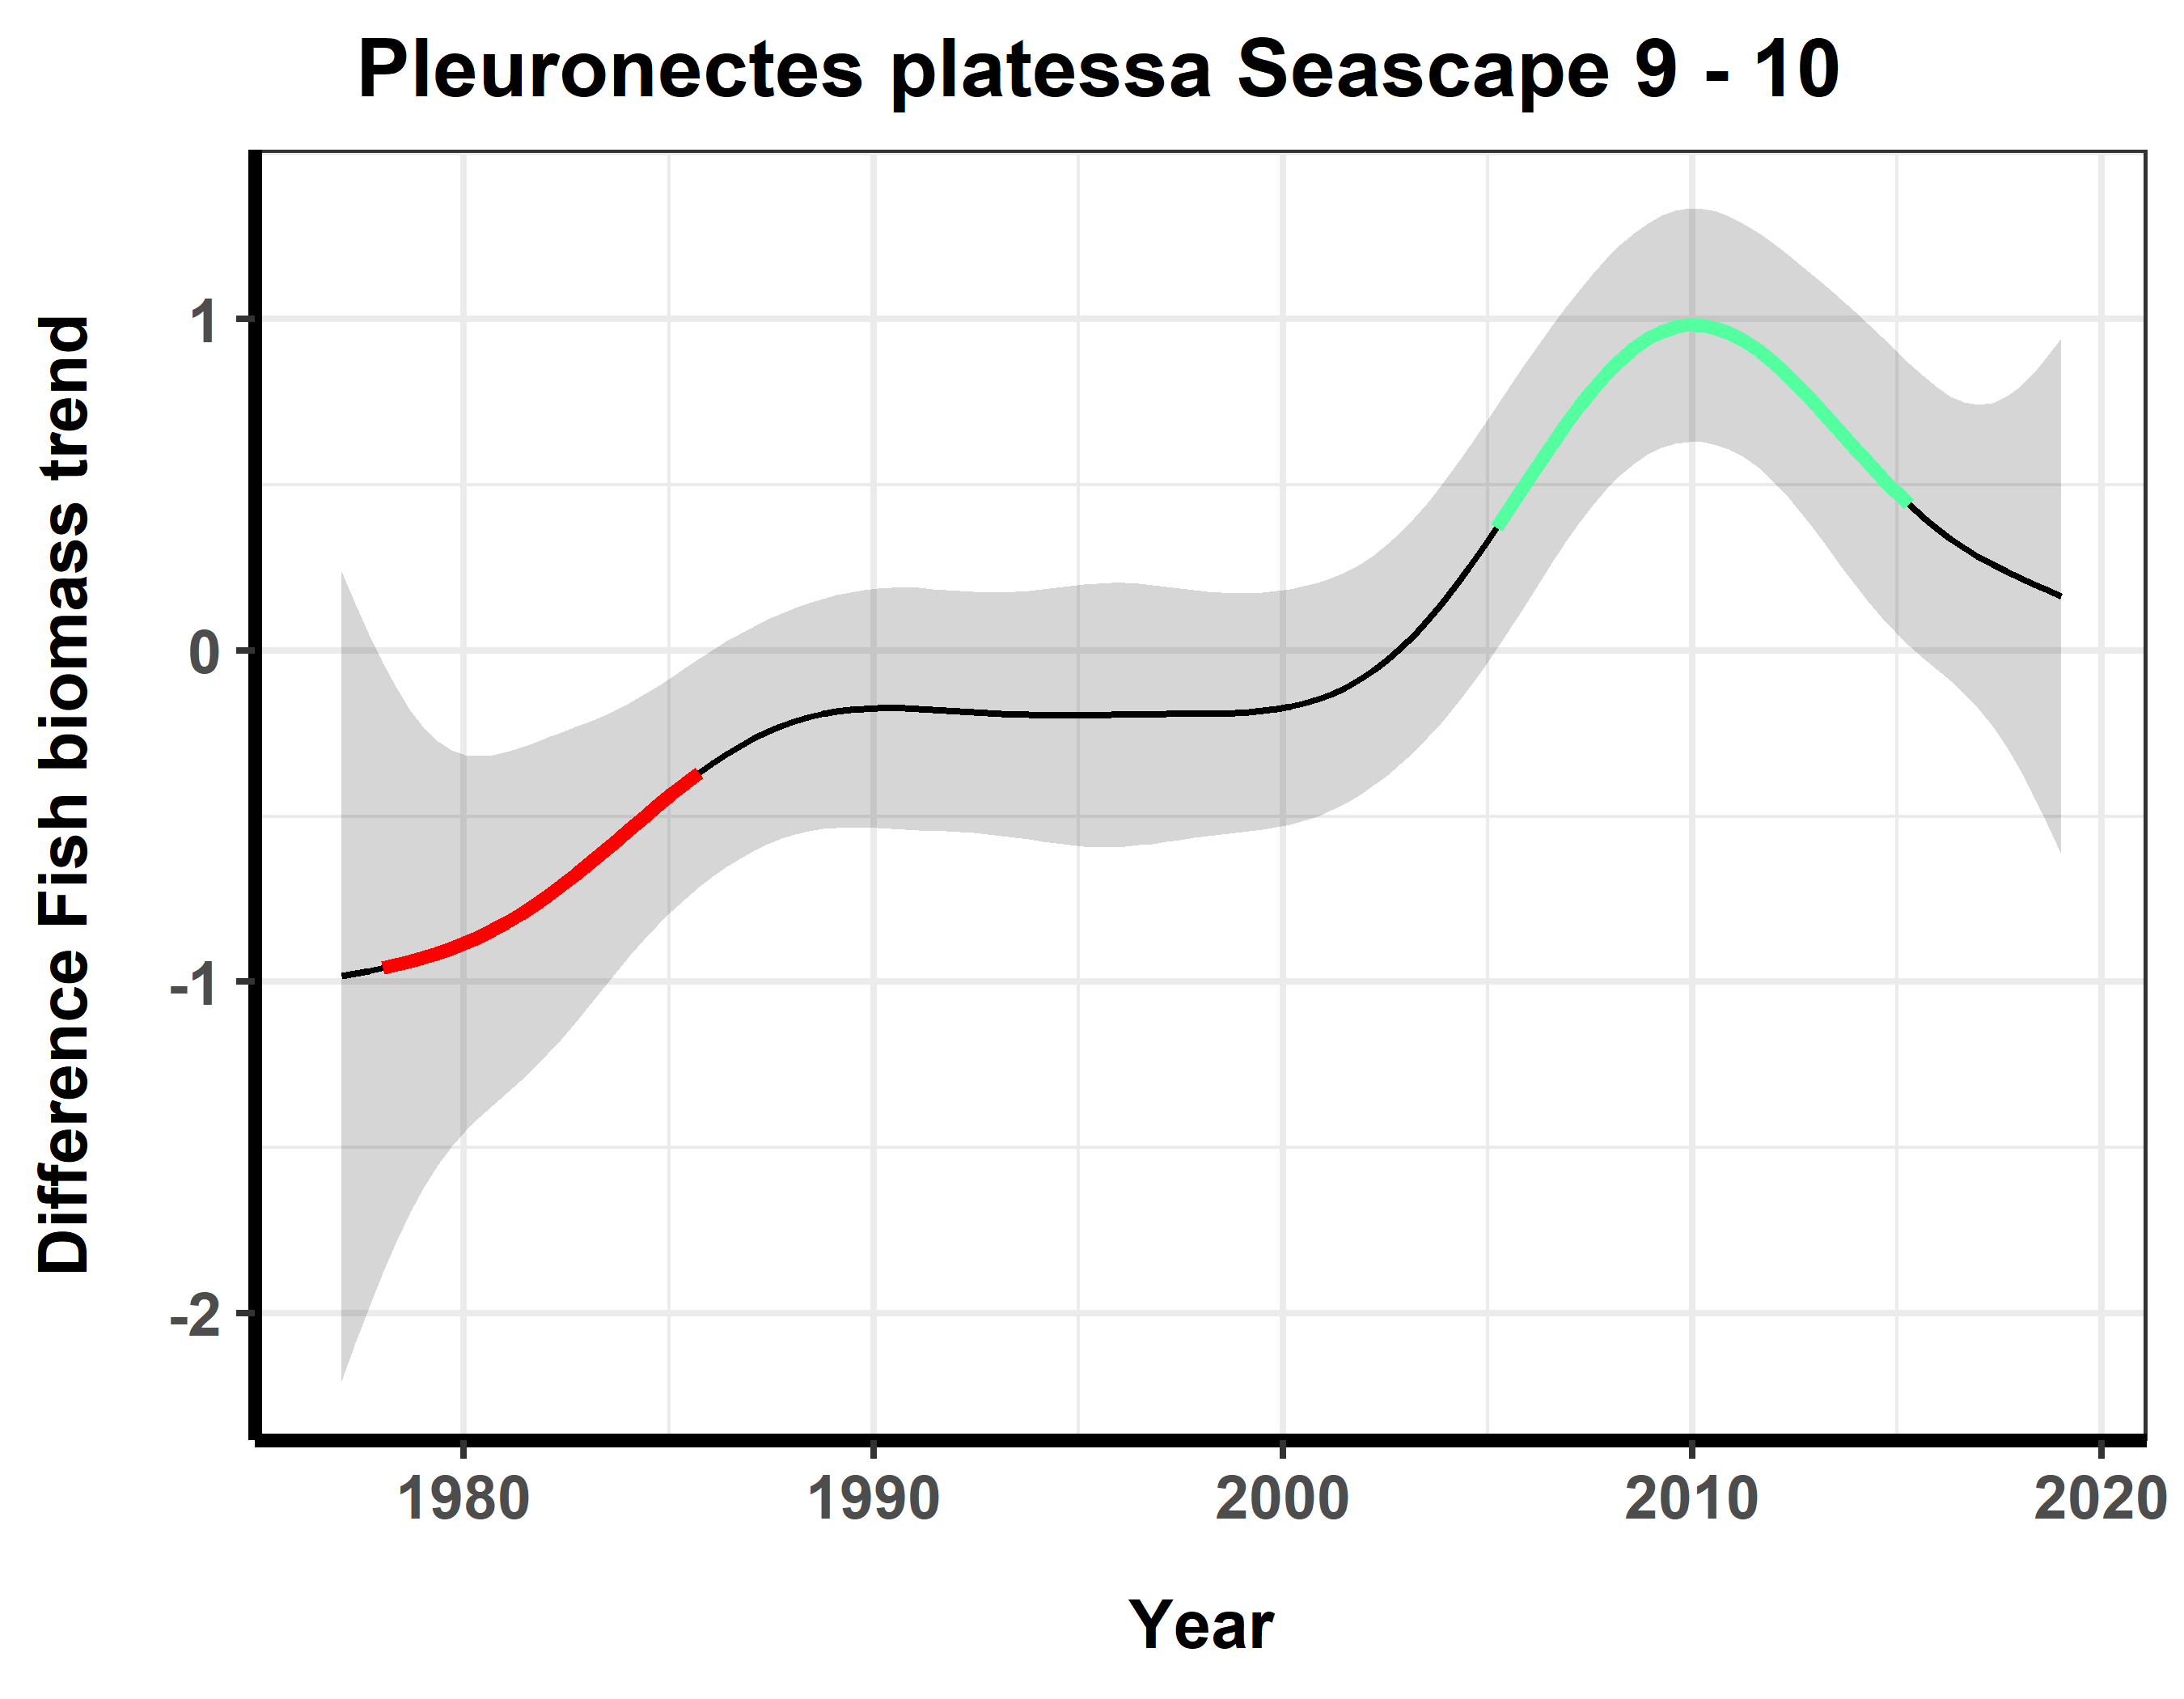 Pleuronectes platessa Seascape 9 - 10
Difference Fish biomass trend
1
0
-1
-2
1980 1990 2000 2010 2020
Year